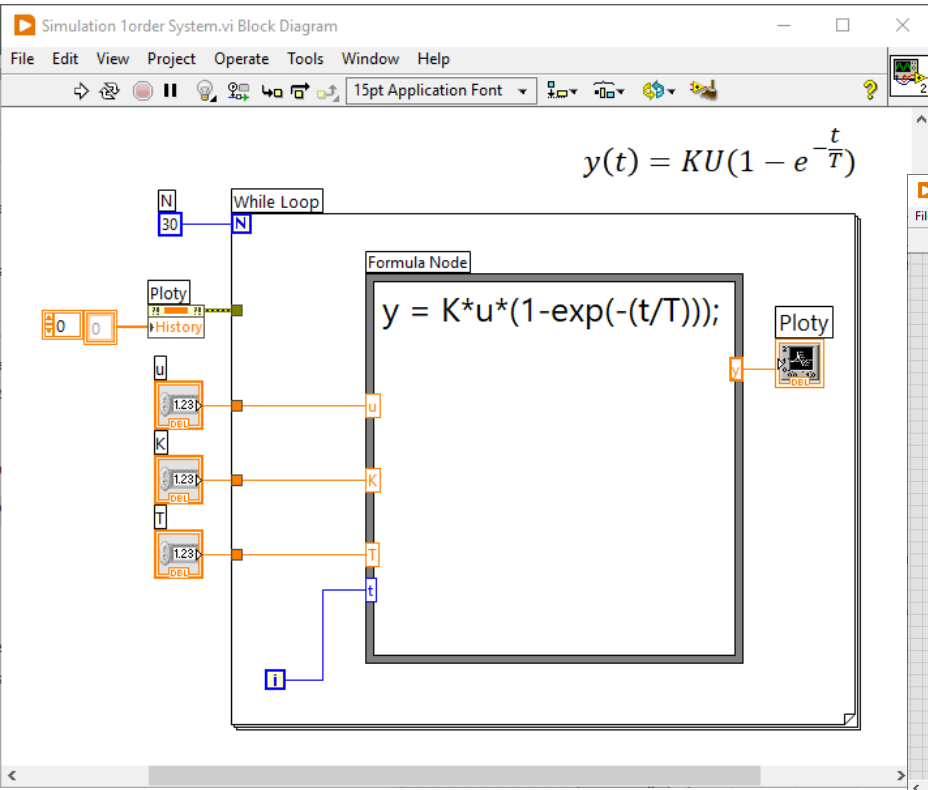 Simulation 1order System.vi Block Diagram
File Edit View Project Operate Tools Window Help
15pt Application Font
2
y(t) = KU(1 − e^−t/T)
Fil
N
30
While Loop
N
Formula Node
y = K*u*(1-exp(-(t/T)));
Ploty
?! ?!
History
0
0
Ploty
DBL
y
u
1.23
DBL
u
K
1.23
DBL
K
T
1.23
DBL
T
t
i